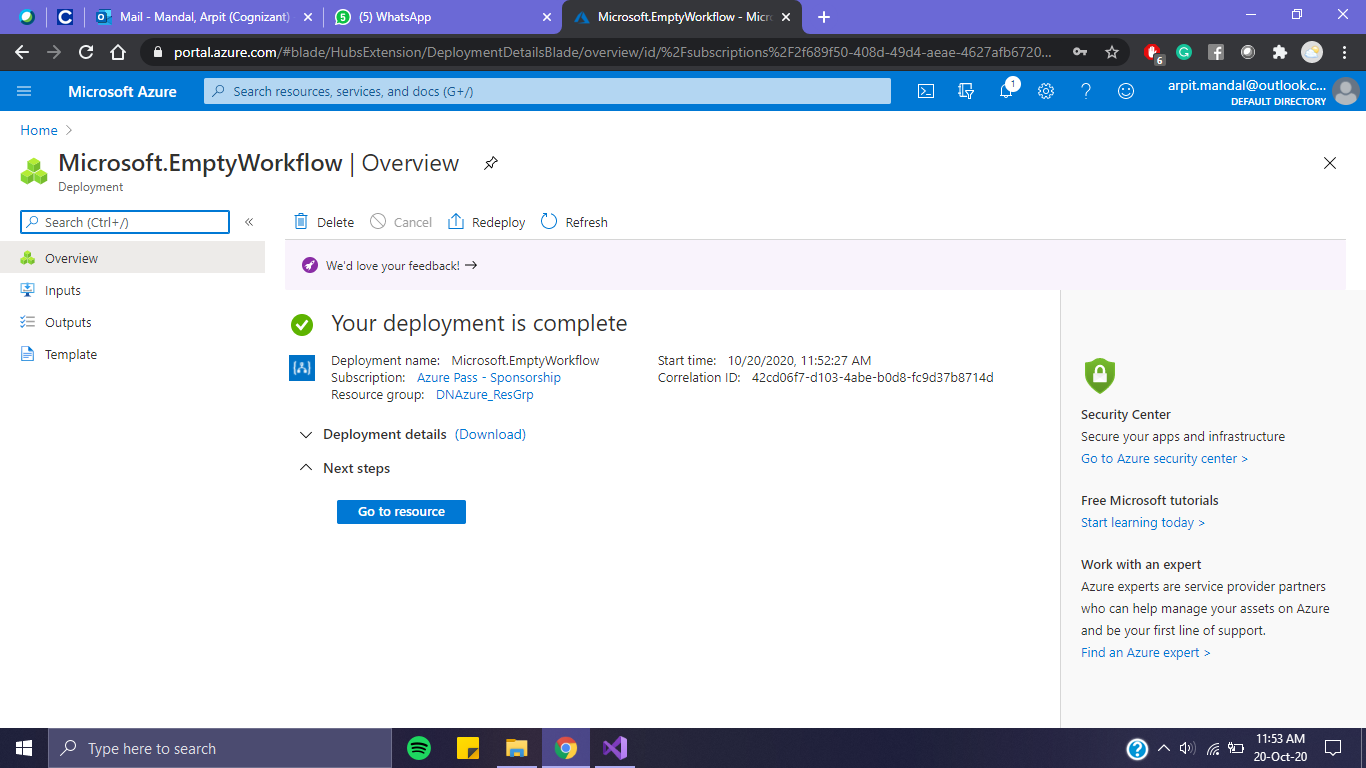 Mail - Mandal, Arpit (Cognizant)
(5) WhatsApp
Microsoft.EmptyWorkflow - Micr
portal.azure.com/#blade/HubsExtension/DeploymentDetailsBlade/overview/id/%2Fsubscriptions%2F2f689f50-408d-49d4-aeae-4627afb6720...
6
Microsoft Azure
Search resources, services, and docs (G+/)
1
arpit.mandal@outlook.c...
DEFAULT DIRECTORY
Home
Microsoft.EmptyWorkflow | Overview
Deployment
Search (Ctrl+/)
Delete
Cancel
Redeploy
Refresh
Overview
Inputs
Outputs
Template
We'd love your feedback! →
Your deployment is complete
Deployment name: Microsoft.EmptyWorkflow
Subscription: Azure Pass - Sponsorship
Resource group: DNAzure_ResGrp
Start time: 10/20/2020, 11:52:27 AM
Correlation ID: 42cd06f7-d103-4abe-b0d8-fc9d37b8714d
Deployment details (Download)
Next steps
Go to resource
Security Center
Secure your apps and infrastructure
Go to Azure security center >
Free Microsoft tutorials
Start learning today >
Work with an expert
Azure experts are service provider partners
who can help manage your assets on Azure
and be your first line of support.
Find an Azure expert >
Type here to search
11:53 AM
20-Oct-20